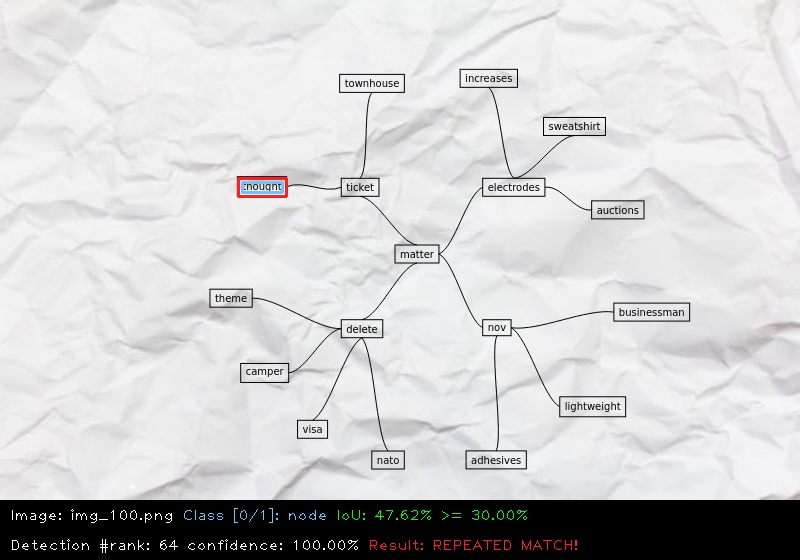 increases
townhouse
sweatshirt
ticket
electrodes
auctions
matter
theme
businessman
delete
nov
camper
lightweight
visa
nato
adhesives
Image: img_100.png Class [0/1]: node IoU: 47.62% >= 30.00%
Detection #rank: 64 confidence: 100.00% Result: REPEATED MATCH!